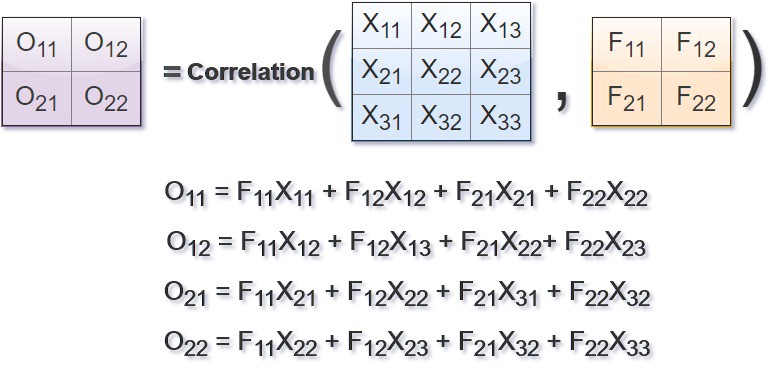 O₁₁ O₁₂ = Correlation ( X₁₁ X₁₂ X₁₃ , F₁₁ F₁₂ )
O₂₁ O₂₂ X₂₁ X₂₂ X₂₃ F₂₁ F₂₂
X₃₁ X₃₂ X₃₃
O₁₁ = F₁₁X₁₁ + F₁₂X₁₂ + F₂₁X₂₁ + F₂₂X₂₂
O₁₂ = F₁₁X₁₂ + F₁₂X₁₃ + F₂₁X₂₂+ F₂₂X₂₃
O₂₁ = F₁₁X₂₁ + F₁₂X₂₂ + F₂₁X₃₁ + F₂₂X₃₂
O₂₂ = F₁₁X₂₂ + F₁₂X₂₃ + F₂₁X₃₂ + F₂₂X₃₃